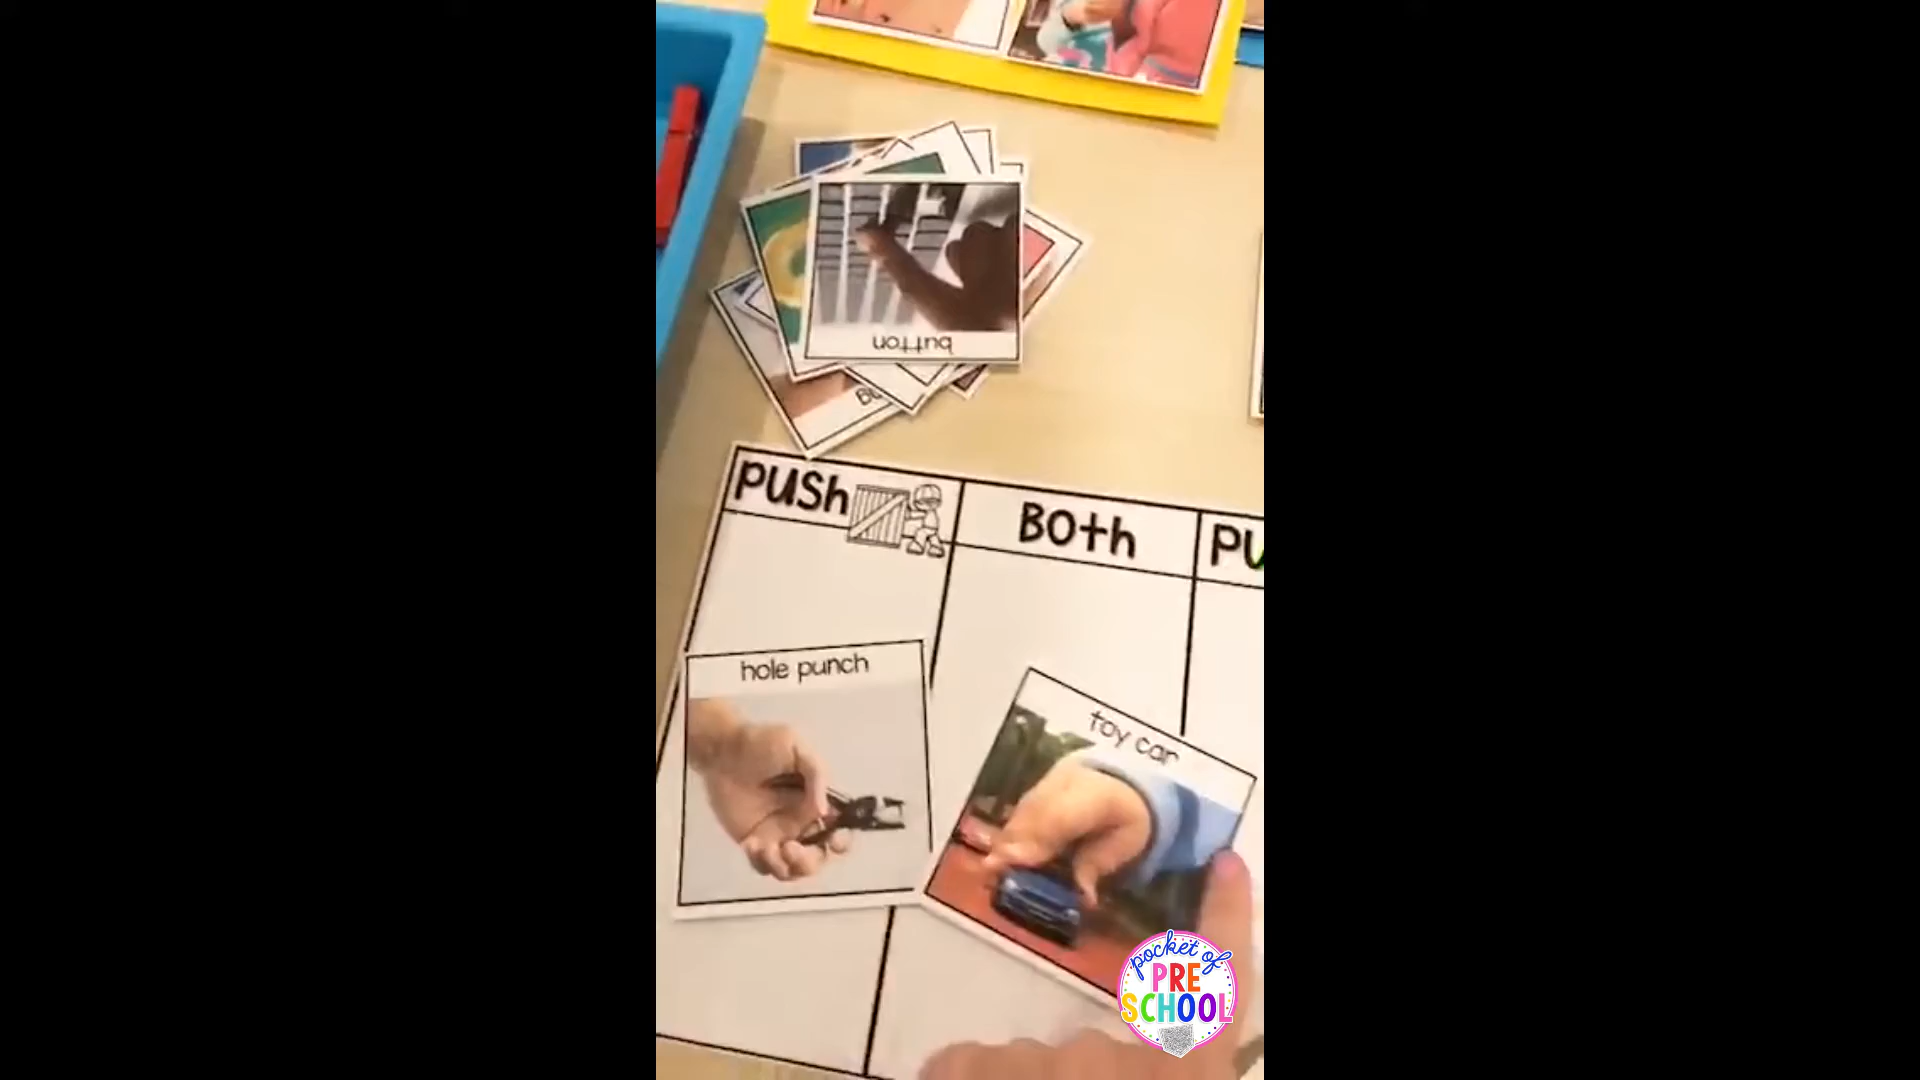 button
PUSH
BOTH
hole punch
toy car
pocket of
PRE
SCHOOL